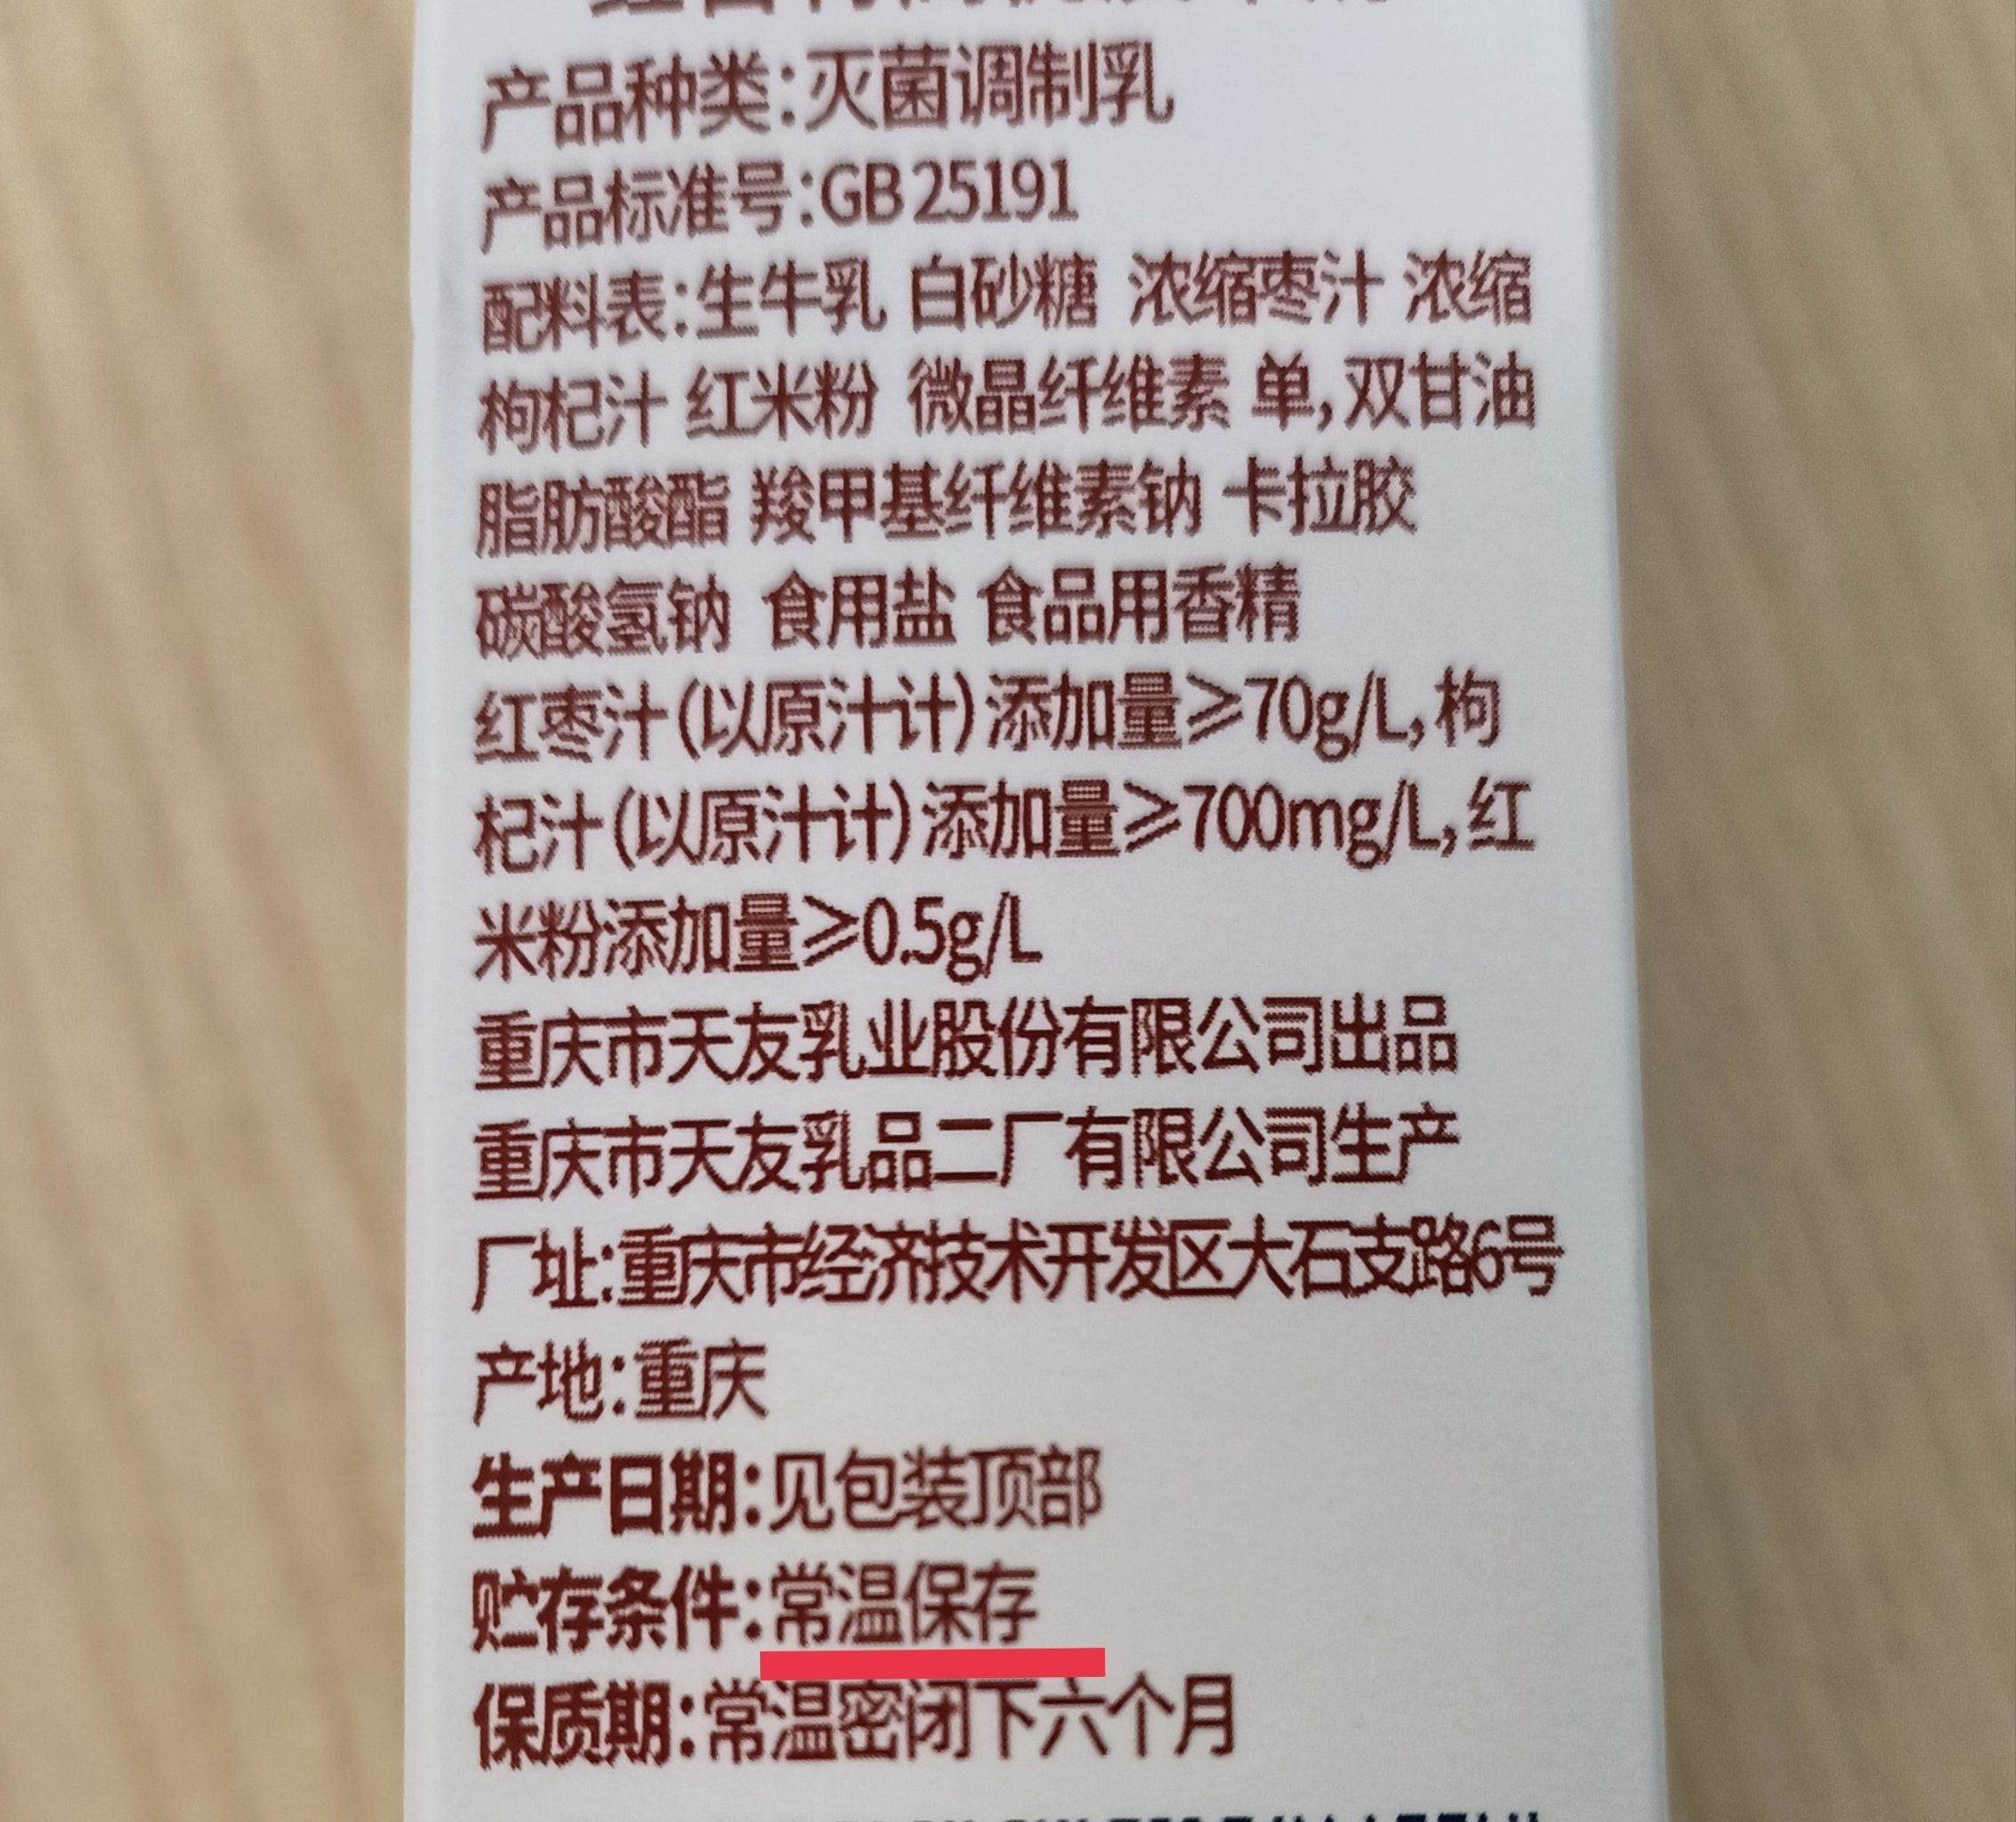 产品种类:灭菌调制乳
产品标准号:GB 25191
配料表:生牛乳 白砂糖 浓缩枣汁 浓缩
枸杞汁 红米粉 微晶纤维素 单,双甘油
脂肪酸酯 羧甲基纤维素钠 卡拉胶
碳酸氢钠 食用盐 食品用香精
红枣汁(以原汁计)添加量≥70g/L,枸
杞汁(以原汁计)添加量≥700mg/L,红
米粉添加量≥0.5g/L
重庆市天友乳业股份有限公司出品
重庆市天友乳品二厂有限公司生产
厂址:重庆市经济技术开发区大石支路6号
产地:重庆
生产日期:见包装顶部
贮存条件:常温保存
保质期:常温密闭下六个月